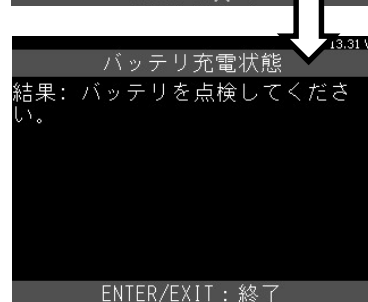 13.31 V
バッテリ充電状態
結果: バッテリを点検してくださ
い。
ENTER/EXIT : 終了